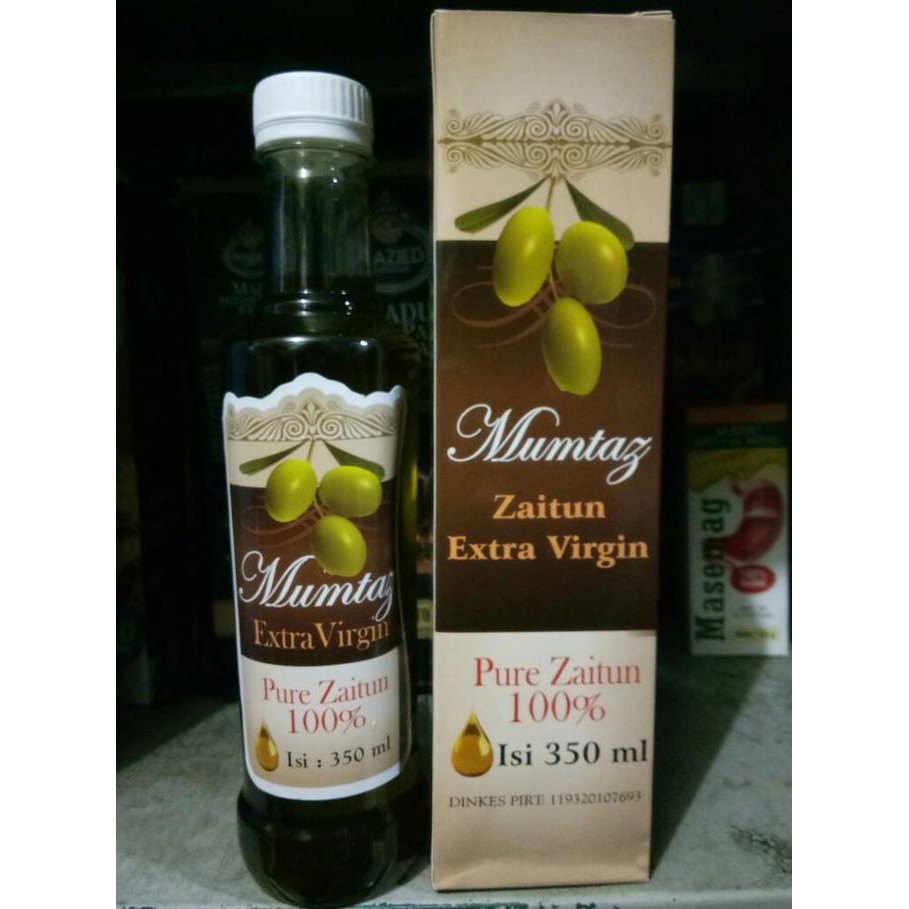 Mumtaz
Extra Virgin
Pure Zaitun
100%
Isi : 350 ml
Mumtaz
Zaitun
Extra Virgin
Pure Zaitun
100%
Isi 350 ml
DINKES PIRT 119320107693
Masemag